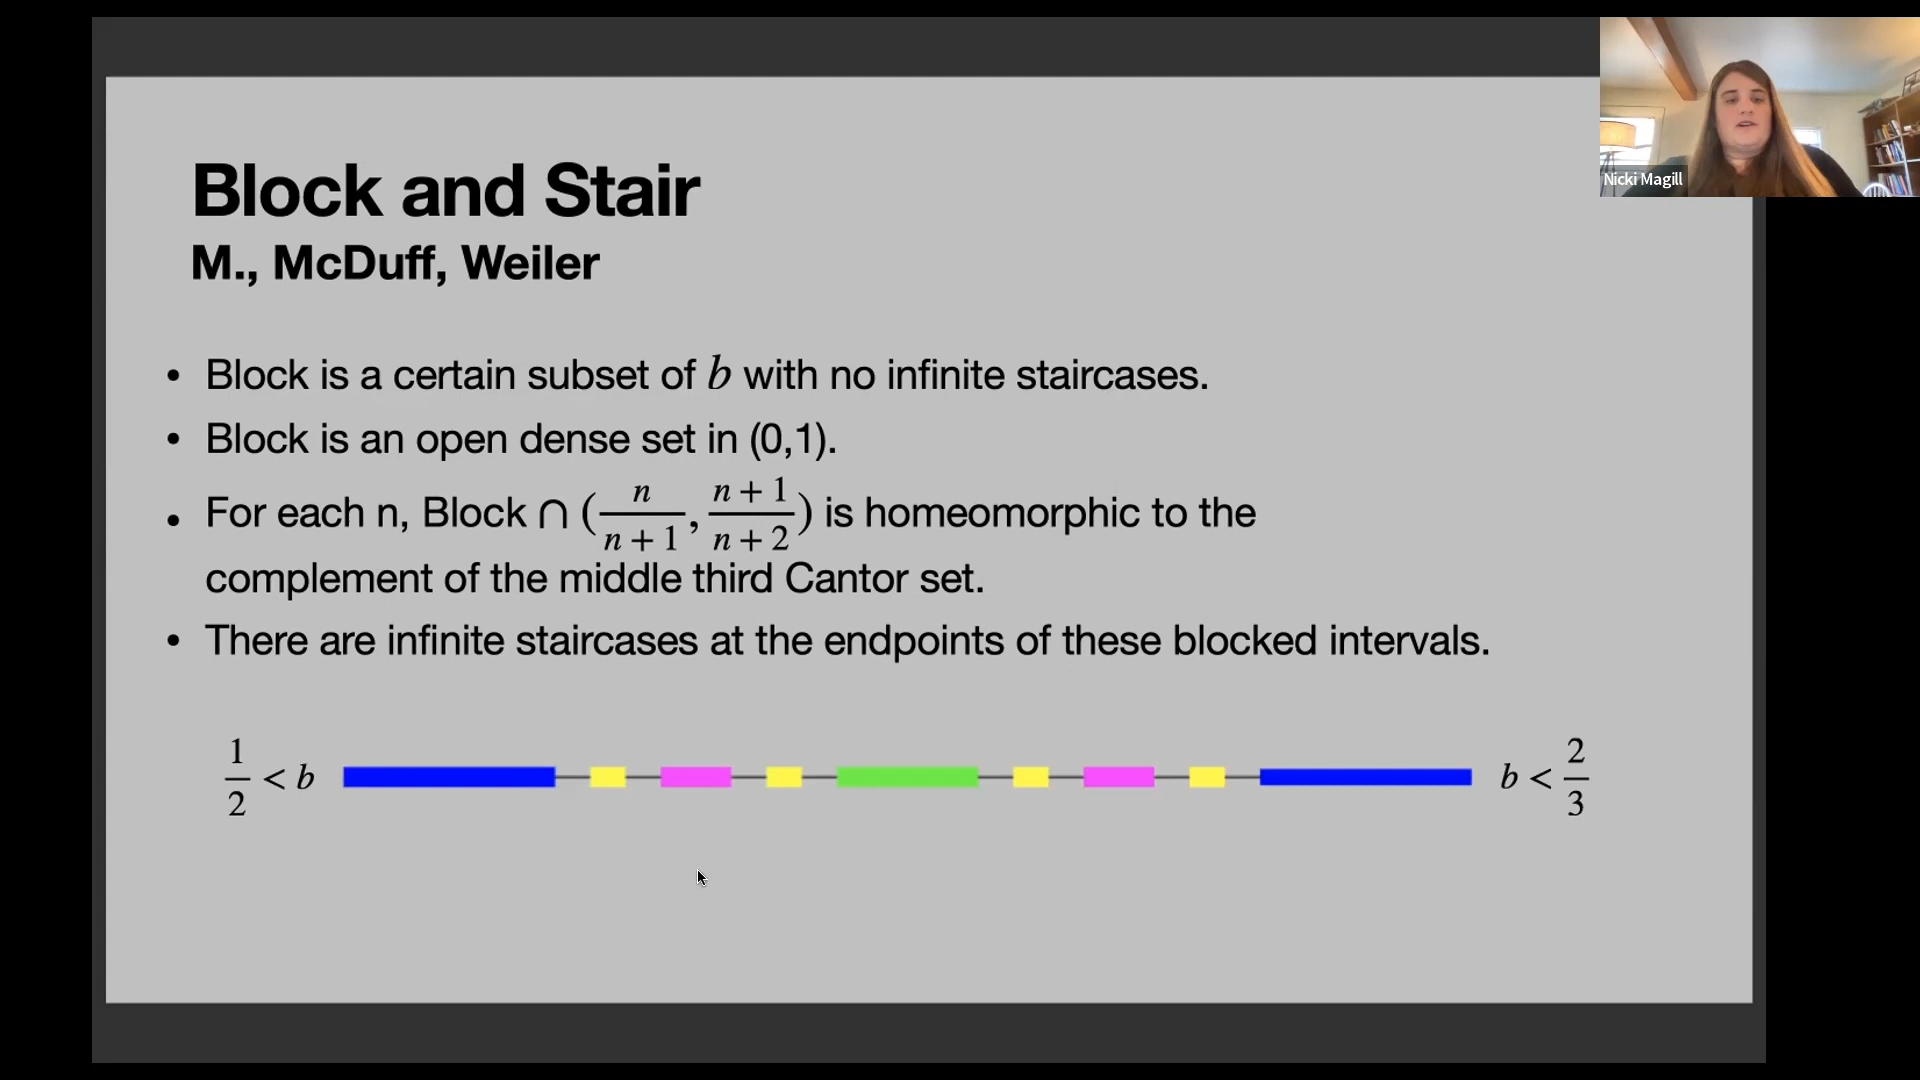 Nicki Magill
Block and Stair
M., McDuff, Weiler
• Block is a certain subset of b with no infinite staircases.
• Block is an open dense set in (0,1).
• For each n, Block ∩ (n/(n + 1), (n + 1)/(n + 2)) is homeomorphic to the
complement of the middle third Cantor set.
• There are infinite staircases at the endpoints of these blocked intervals.
1/2 < b b < 2/3